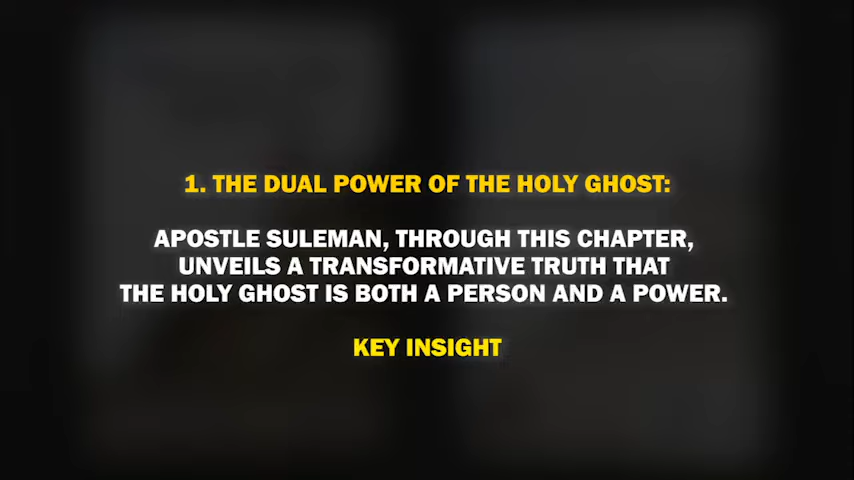 1. THE DUAL POWER OF THE HOLY GHOST:
APOSTLE SULEMAN, THROUGH THIS CHAPTER,
UNVEILS A TRANSFORMATIVE TRUTH THAT
THE HOLY GHOST IS BOTH A PERSON AND A POWER.
KEY INSIGHT